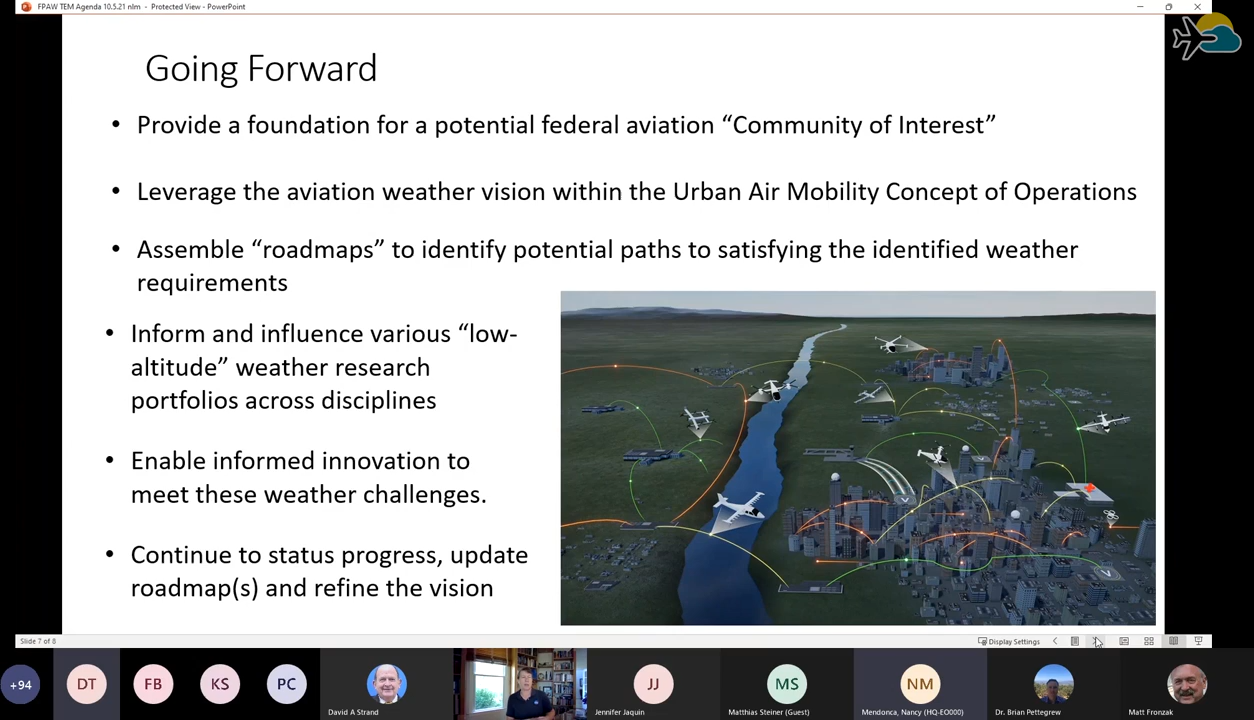 FPAW TEM Agenda 10.5.21 nlm - Protected View - PowerPoint
Going Forward
• Provide a foundation for a potential federal aviation “Community of Interest”
• Leverage the aviation weather vision within the Urban Air Mobility Concept of Operations
• Assemble “roadmaps” to identify potential paths to satisfying the identified weather
requirements
• Inform and influence various “low-
altitude” weather research
portfolios across disciplines
• Enable informed innovation to
meet these weather challenges.
• Continue to status progress, update
roadmap(s) and refine the vision
Slide 7 of 8
Display Settings
+94
DT
FB
KS
PC
David A Strand
JJ
Jennifer Jaquin
MS
Matthias Steiner (Guest)
NM
Mendonca, Nancy (HQ-EO000)
Dr. Brian Pettegrew
Matt Fronzak